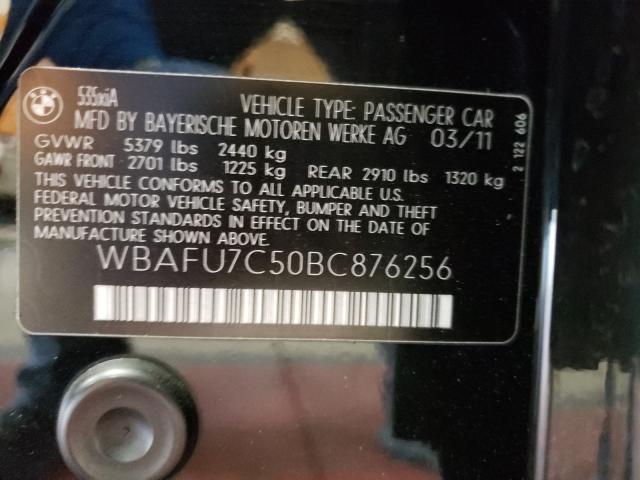 BMW
535xiA
VEHICLE TYPE: PASSENGER CAR
MFD BY BAYERISCHE MOTOREN WERKE AG 03/11
GVWR 5379 lbs 2440 kg
GAWR FRONT 2701 lbs 1225 kg REAR 2910 lbs 1320 kg
THIS VEHICLE CONFORMS TO ALL APPLICABLE U.S.
FEDERAL MOTOR VEHICLE SAFETY, BUMPER AND THEFT
PREVENTION STANDARDS IN EFFECT ON THE DATE OF
MANUFACTURE SHOWN ABOVE.
WBAFU7C50BC876256
2 122 606